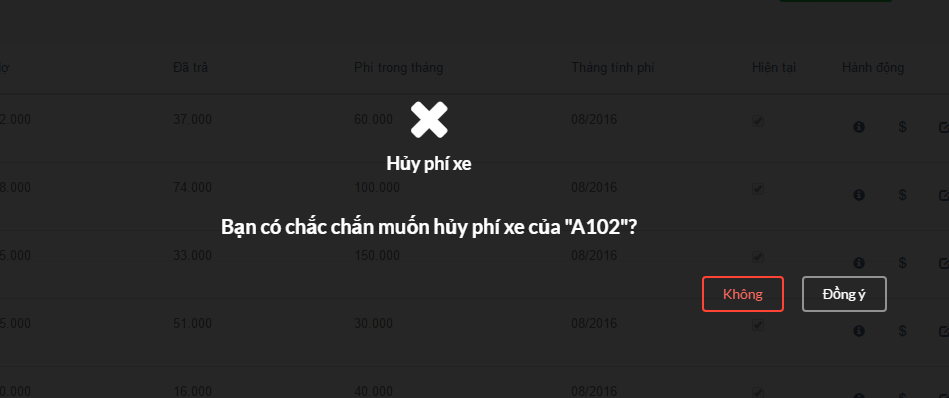 Đã trả Phí trong tháng Tháng tính phí Hiện tại Hành động
2.000 37.000 60.000 08/2016
Hủy phí xe
8.000 74.000 100.000 08/2016
Bạn có chắc chắn muốn hủy phí xe của "A102"?
5.000 33.000 150.000 08/2016
Không Đồng ý
5.000 51.000 30.000 08/2016
0.000 16.000 40.000 08/2016